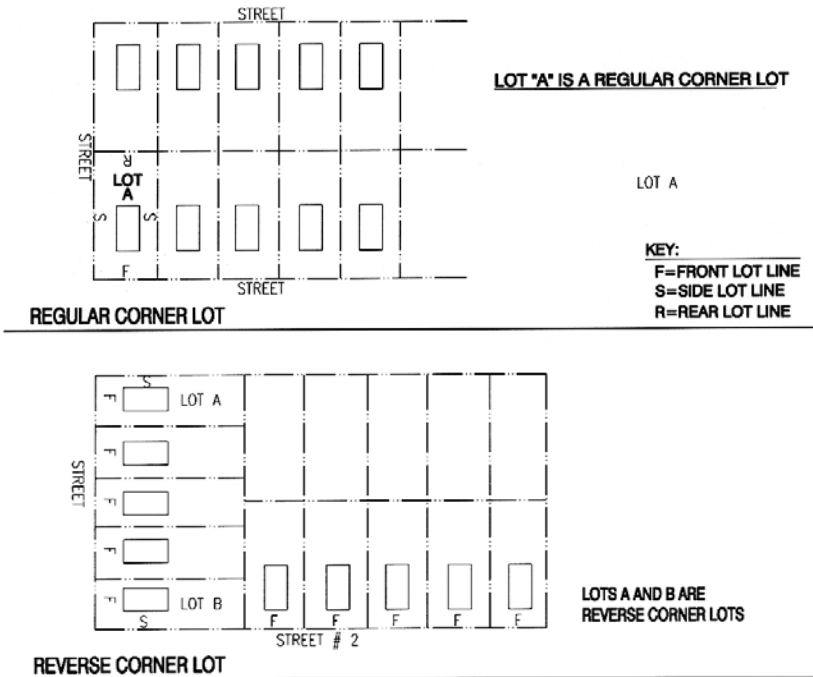 STREET
LOT "A" IS A REGULAR CORNER LOT
STREET
R
LOT
A
LOT A
S
S
F
STREET
KEY:
F=FRONT LOT LINE
S=SIDE LOT LINE
R=REAR LOT LINE
REGULAR CORNER LOT
S
F
LOT A
F
STREET
F
F
F
LOT B
S
F
F
F
F
F
STREET # 2
LOTS A AND B ARE
REVERSE CORNER LOTS
REVERSE CORNER LOT